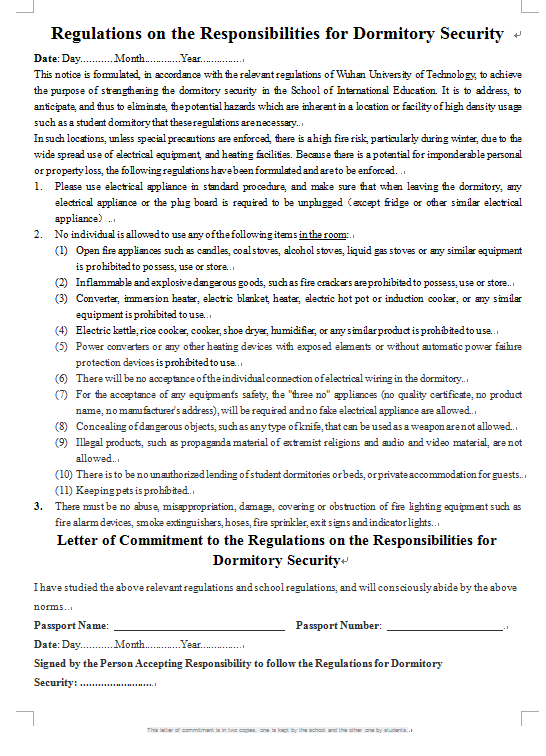 Regulations on the Responsibilities for Dormitory Security
Date: Day............Month.............Year...............
This notice is formulated, in accordance with the relevant regulations of Wuhan University of Technology, to achieve
the purpose of strengthening the dormitory security in the School of International Education. It is to address, to
anticipate, and thus to eliminate, the potential hazards which are inherent in a location or facility of high density usage
such as a student dormitory that these regulations are necessary..
In such locations, unless special precautions are enforced, there is a high fire risk, particularly during winter, due to the
wide spread use of electrical equipment, and heating facilities. Because there is a potential for imponderable personal
or property loss, the following regulations have been formulated and are to be enforced. .
1. Please use electrical appliance in standard procedure, and make sure that when leaving the dormitory, any
electrical appliance or the plug board is required to be unplugged (except fridge or other similar electrical
appliance) ..
2. No individual is allowed to use any of the following items in the room:.
(1) Open fire appliances such as candles, coal stoves, alcohol stoves, liquid gas stoves or any similar equipment
is prohibited to possess, use or store..
(2) Inflammable and explosive dangerous goods, such as fire crackers are prohibited to possess, use or store..
(3) Converter, immersion heater, electric blanket, heater, electric hot pot or induction cooker, or any similar
equipment is prohibited to use..
(4) Electric kettle, rice cooker, cooker, shoe dryer, humidifier, or any similar product is prohibited to use..
(5) Power converters or any other heating devices with exposed elements or without automatic power failure
protection devices is prohibited to use..
(6) There will be no acceptance of the individual connection of electrical wiring in the dormitory..
(7) For the acceptance of any equipment's safety, the "three no" appliances (no quality certificate, no product
name, no manufacturer's address), will be required and no fake electrical appliance are allowed..
(8) Concealing of dangerous objects, such as any type of knife, that can be used as a weapon are not allowed..
(9) Illegal products, such as propaganda material of extremist religions and audio and video material, are not
allowed..
(10) There is to be no unauthorized lending of student dormitories or beds, or private accommodation for guests..
(11) Keeping pets is prohibited..
3. There must be no abuse, misappropriation, damage, covering or obstruction of fire lighting equipment such as
fire alarm devices, smoke extinguishers, hoses, fire sprinkler, exit signs and indicator lights..
Letter of Commitment to the Regulations on the Responsibilities for
Dormitory Security
I have studied the above relevant regulations and school regulations, and will consciously abide by the above
norms..
Passport Name: ______________________________ Passport Number: ____________________.
Date: Day............Month.............Year...............
Signed by the Person Accepting Responsibility to follow the Regulations for Dormitory
Security: ..........................
This letter of commitment is in two copies, one is kept by the school and the other one by students..